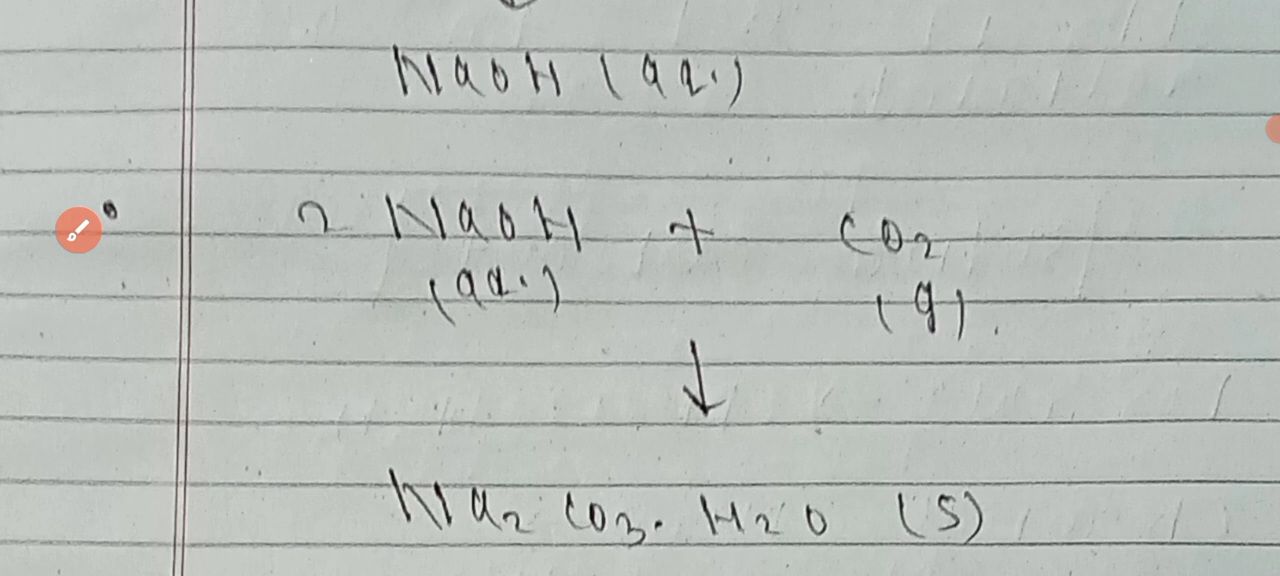 NaOH (aq.)
2 NaOH + CO2
(aq.) (g).
↓
Na2 CO3. H2O (s)